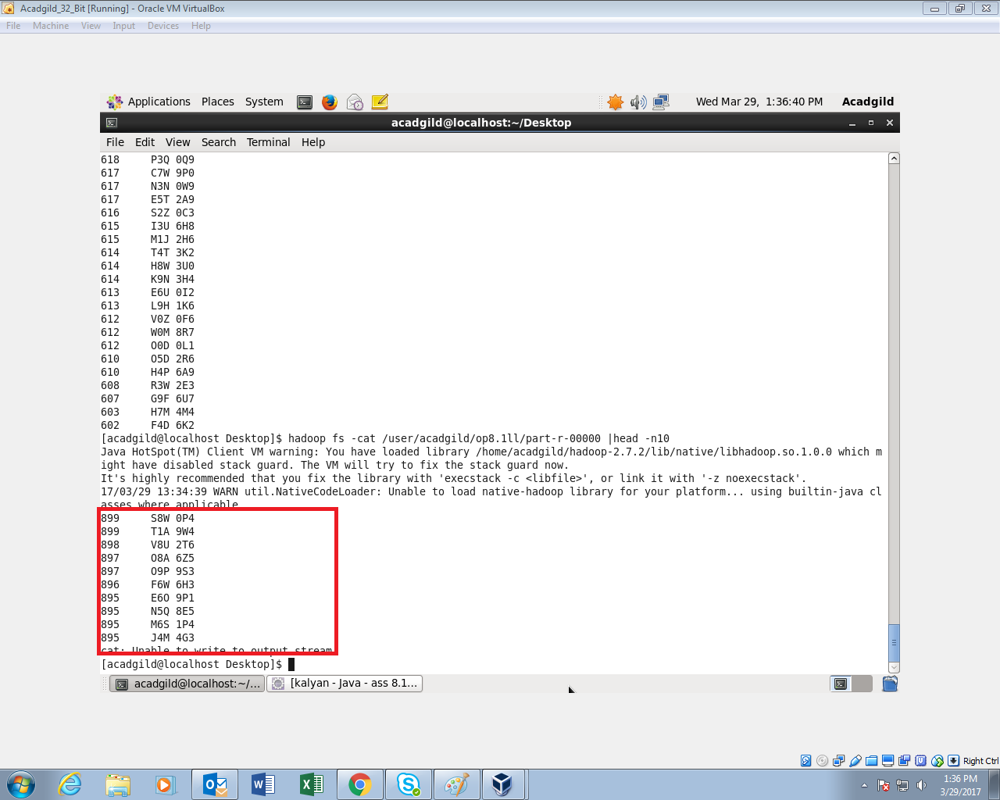 Acadgild_32_Bit [Running] - Oracle VM VirtualBox
File Machine View Input Devices Help
Applications Places System Wed Mar 29, 1:36:40 PM Acadgild
acadgild@localhost:~/Desktop
File Edit View Search Terminal Help
618 P3Q 0Q9
617 C7W 9P0
617 N3N 0W9
617 E5T 2A9
616 S2Z 0C3
615 I3U 6H8
615 M1J 2H6
614 T4T 3K2
614 H8W 3U0
614 K9N 3H4
613 E6U 0I2
613 L9H 1K6
612 V0Z 0F6
612 W0M 8R7
612 O0D 0L1
610 O5D 2R6
610 H4P 6A9
608 R3W 2E3
607 G9F 6U7
603 H7M 4M4
602 F4D 6K2
[acadgild@localhost Desktop]$ hadoop fs -cat /user/acadgild/op8.1ll/part-r-00000 |head -n10
Java HotSpot(TM) Client VM warning: You have loaded library /home/acadgild/hadoop-2.7.2/lib/native/libhadoop.so.1.0.0 which m
ight have disabled stack guard. The VM will try to fix the stack guard now.
It's highly recommended that you fix the library with 'execstack -c <libfile>', or link it with '-z noexecstack'.
17/03/29 13:34:39 WARN util.NativeCodeLoader: Unable to load native-hadoop library for your platform... using builtin-java cl
asses where applicable
899 S8W 0P4
899 T1A 9W4
898 V8U 2T6
897 O8A 6Z5
897 O9P 9S3
896 F6W 6H3
895 E6O 9P1
895 N5Q 8E5
895 M6S 1P4
895 J4M 4G3
cat: Unable to write to output stream.
[acadgild@localhost Desktop]$
acadgild@localhost:~/... [kalyan - Java - ass 8.1...
Right Ctrl
1:36 PM
3/29/2017